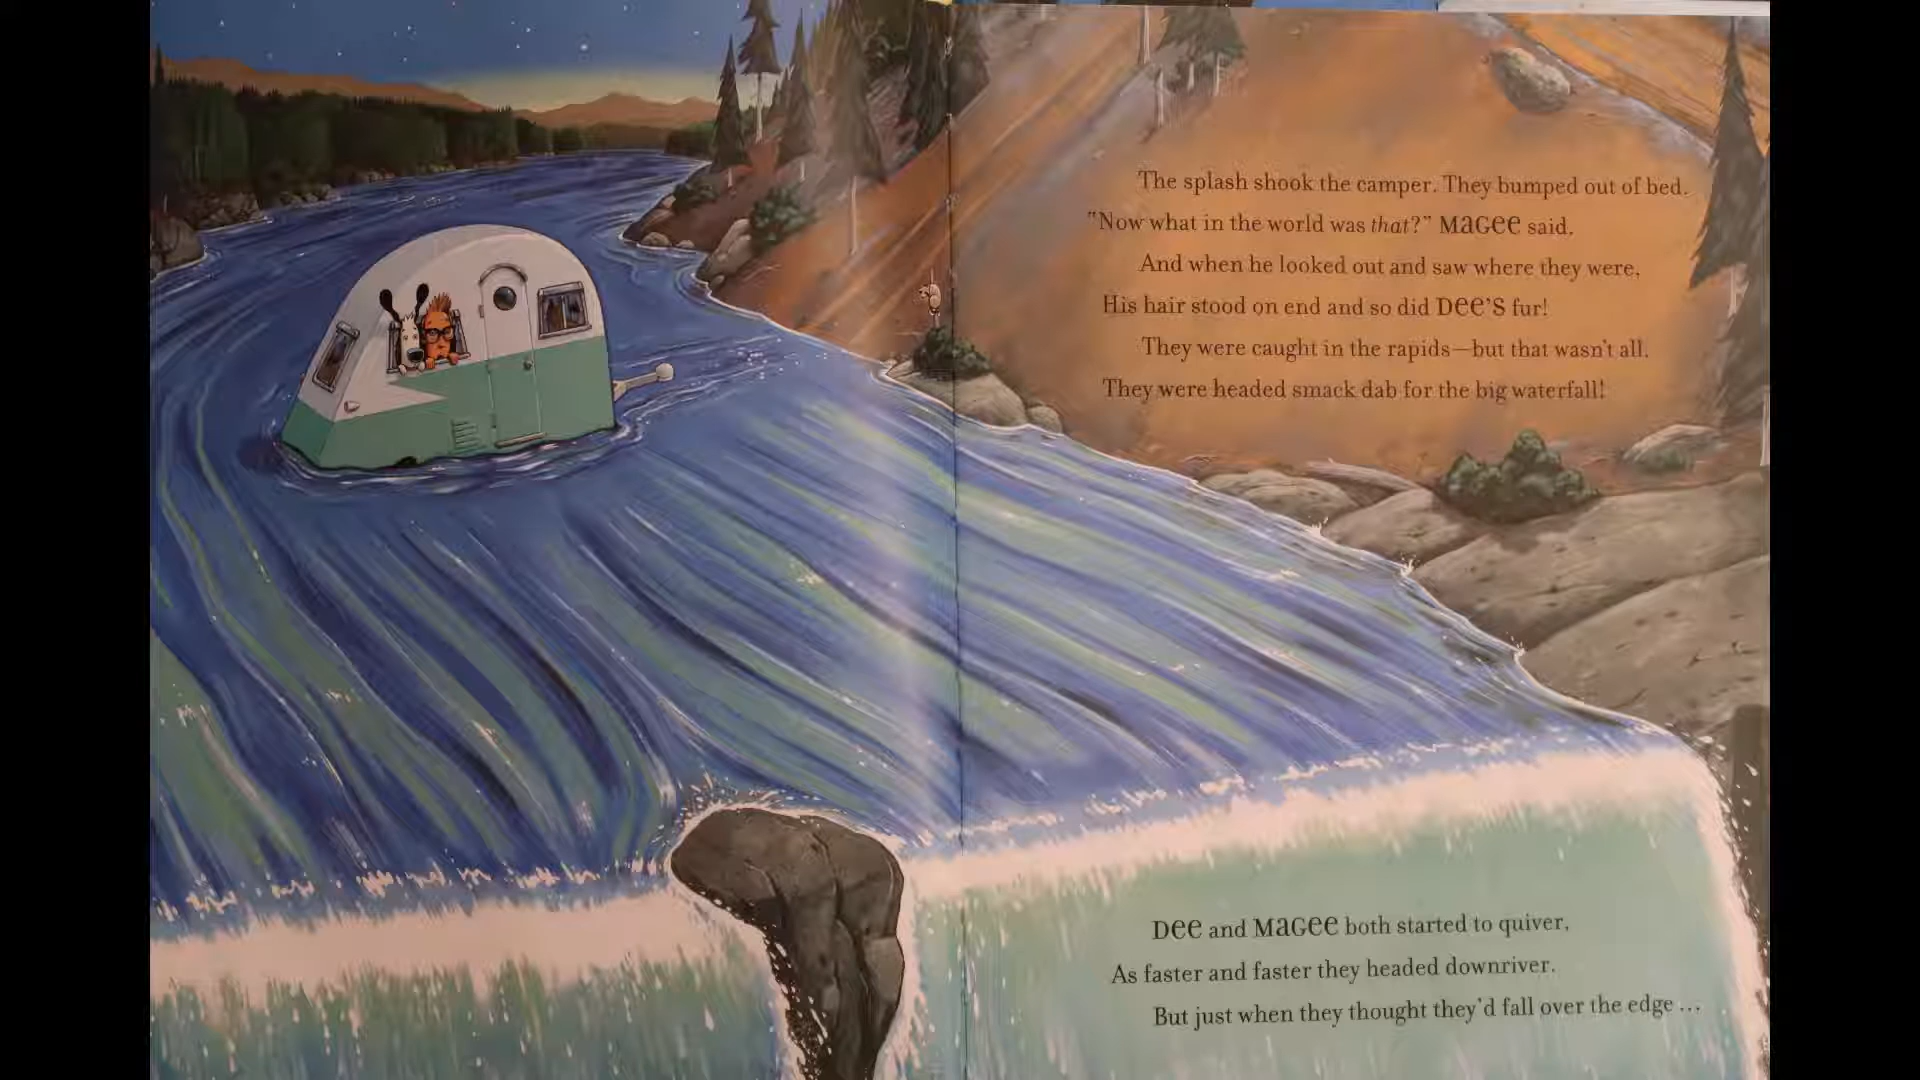 The splash shook the camper. They bumped out of bed.
"Now what in the world was that?" MAGEE said.
And when he looked out and saw where they were,
His hair stood on end and so did DEE'S fur!
They were caught in the rapids—but that wasn't all.
They were headed smack dab for the big waterfall!
DEE and MAGEE both started to quiver,
As faster and faster they headed downriver.
But just when they thought they'd fall over the edge ...